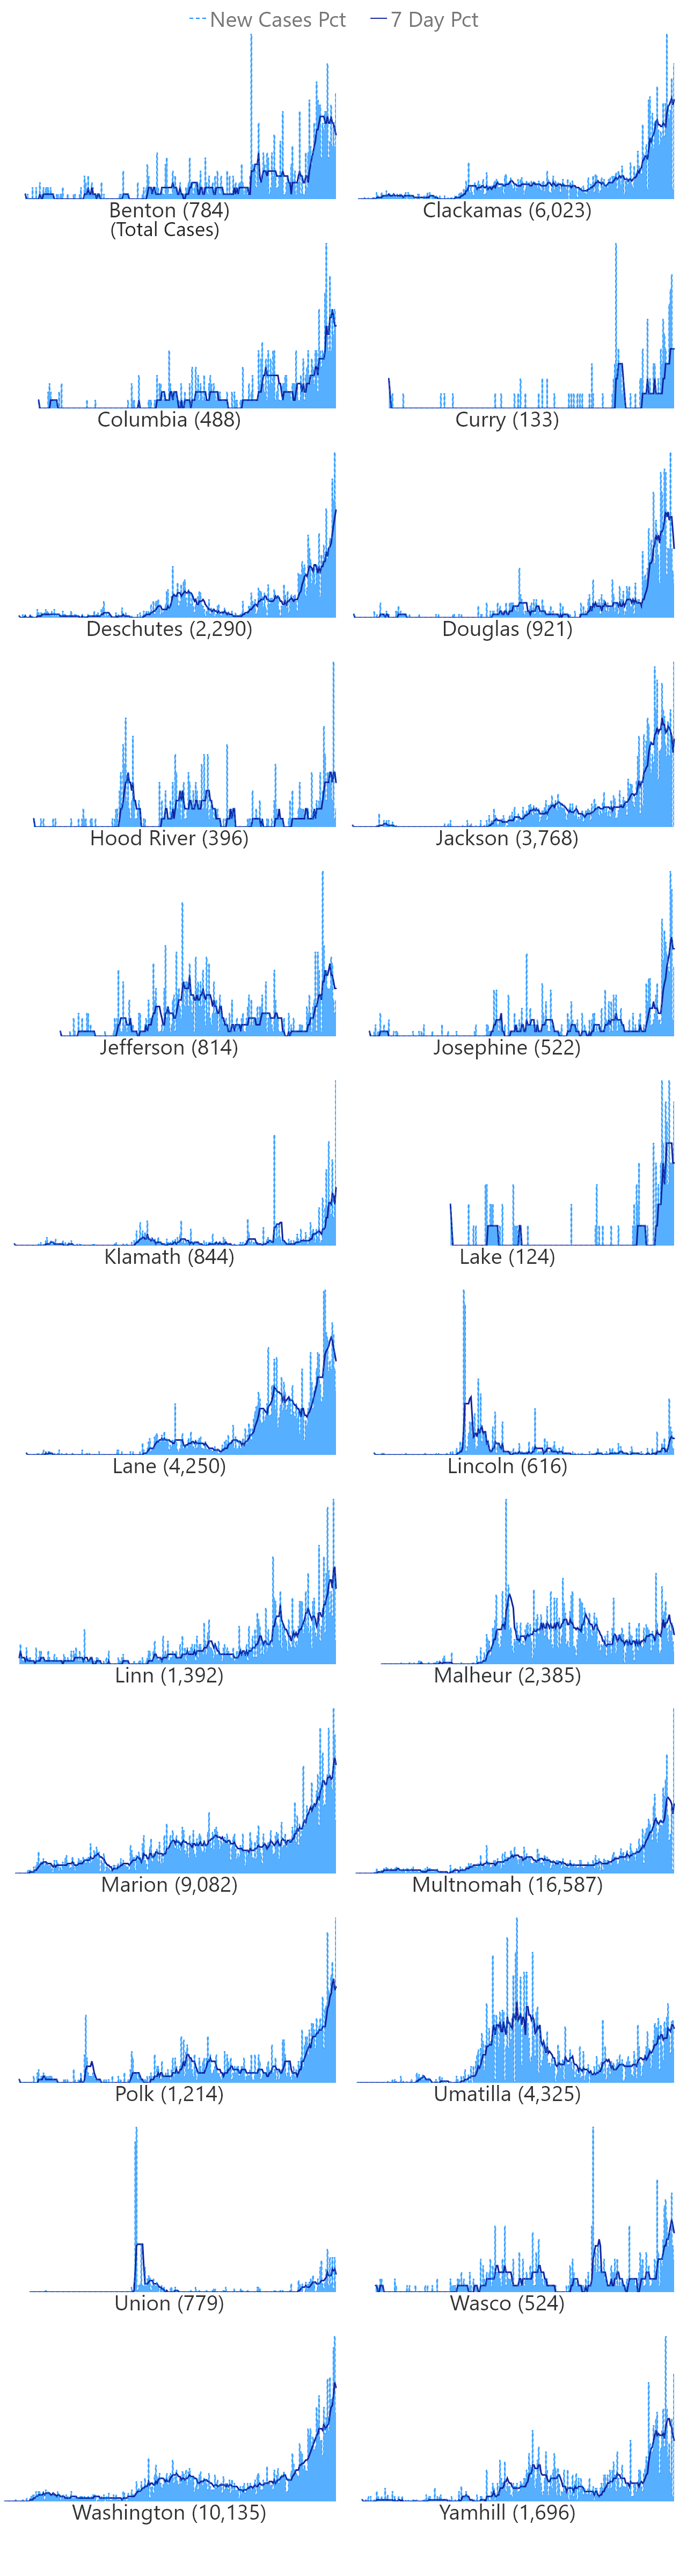 New Cases Pct 7 Day Pct
Benton (784) Clackamas (6,023)
(Total Cases)
Columbia (488) Curry (133)
Deschutes (2,290) Douglas (921)
Hood River (396) Jackson (3,768)
Jefferson (814) Josephine (522)
Klamath (844) Lake (124)
Lane (4,250) Lincoln (616)
Linn (1,392) Malheur (2,385)
Marion (9,082) Multnomah (16,587)
Polk (1,214) Umatilla (4,325)
Union (779) Wasco (524)
Washington (10,135) Yamhill (1,696)